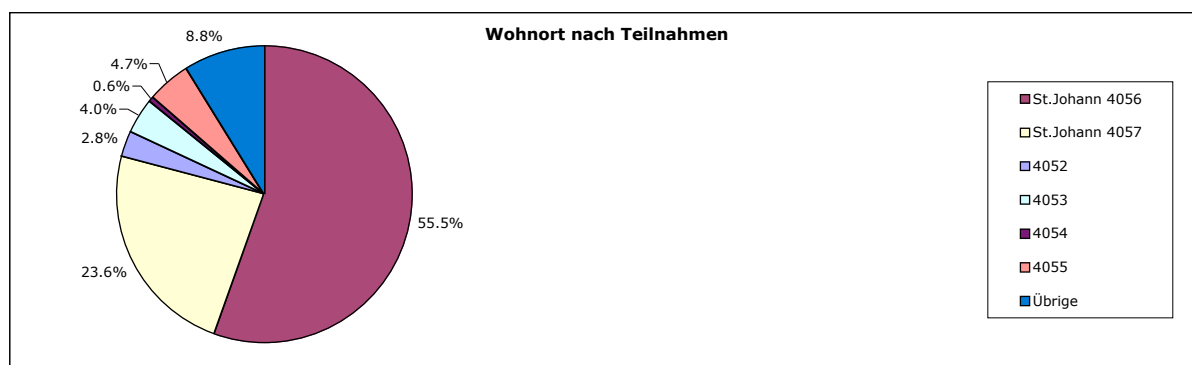 Wohnort nach Teilnahmen
8.8%
4.7%
0.6%
4.0%
2.8%
23.6%
55.5%
St.Johann 4056
St.Johann 4057
4052
4053
4054
4055
Übrige